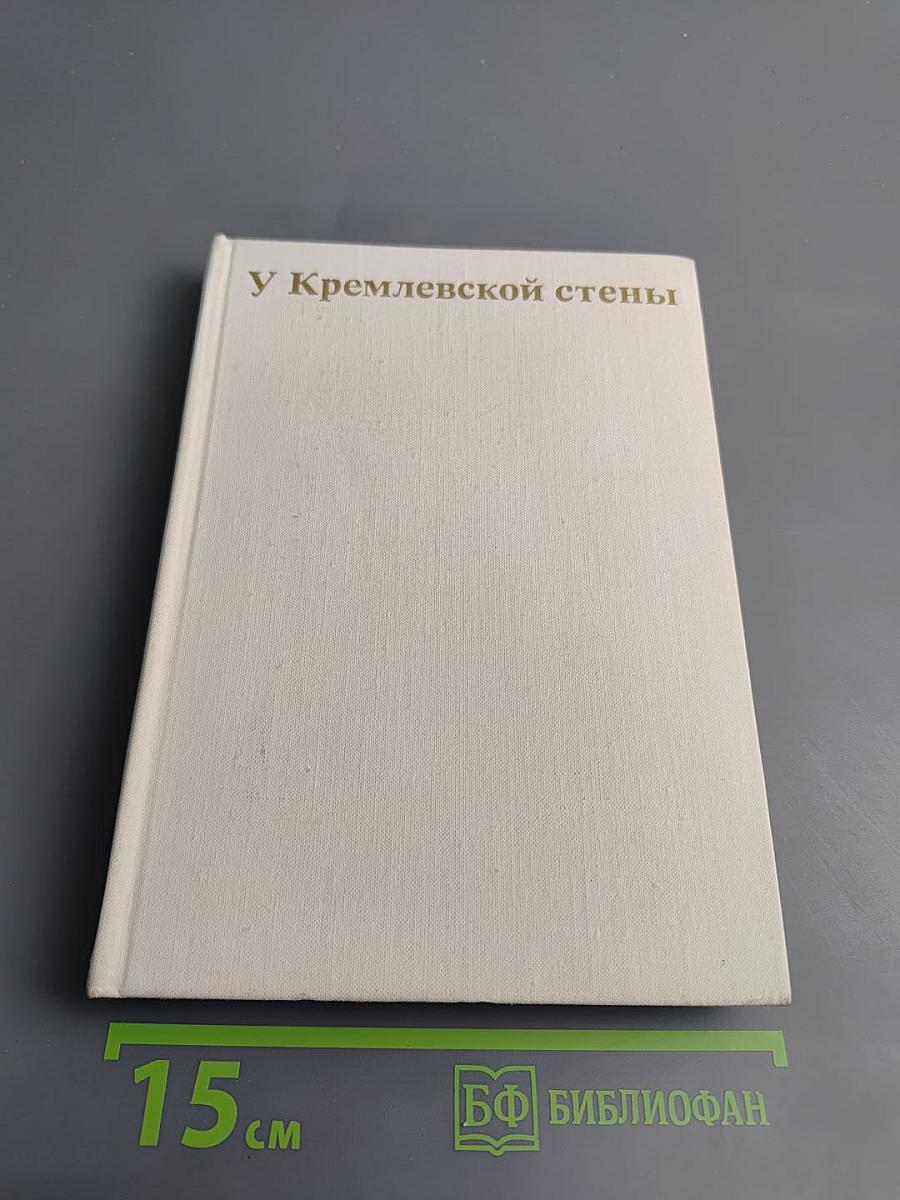 У Кремлевской стены
15 см
БФ БИБЛИОФАН